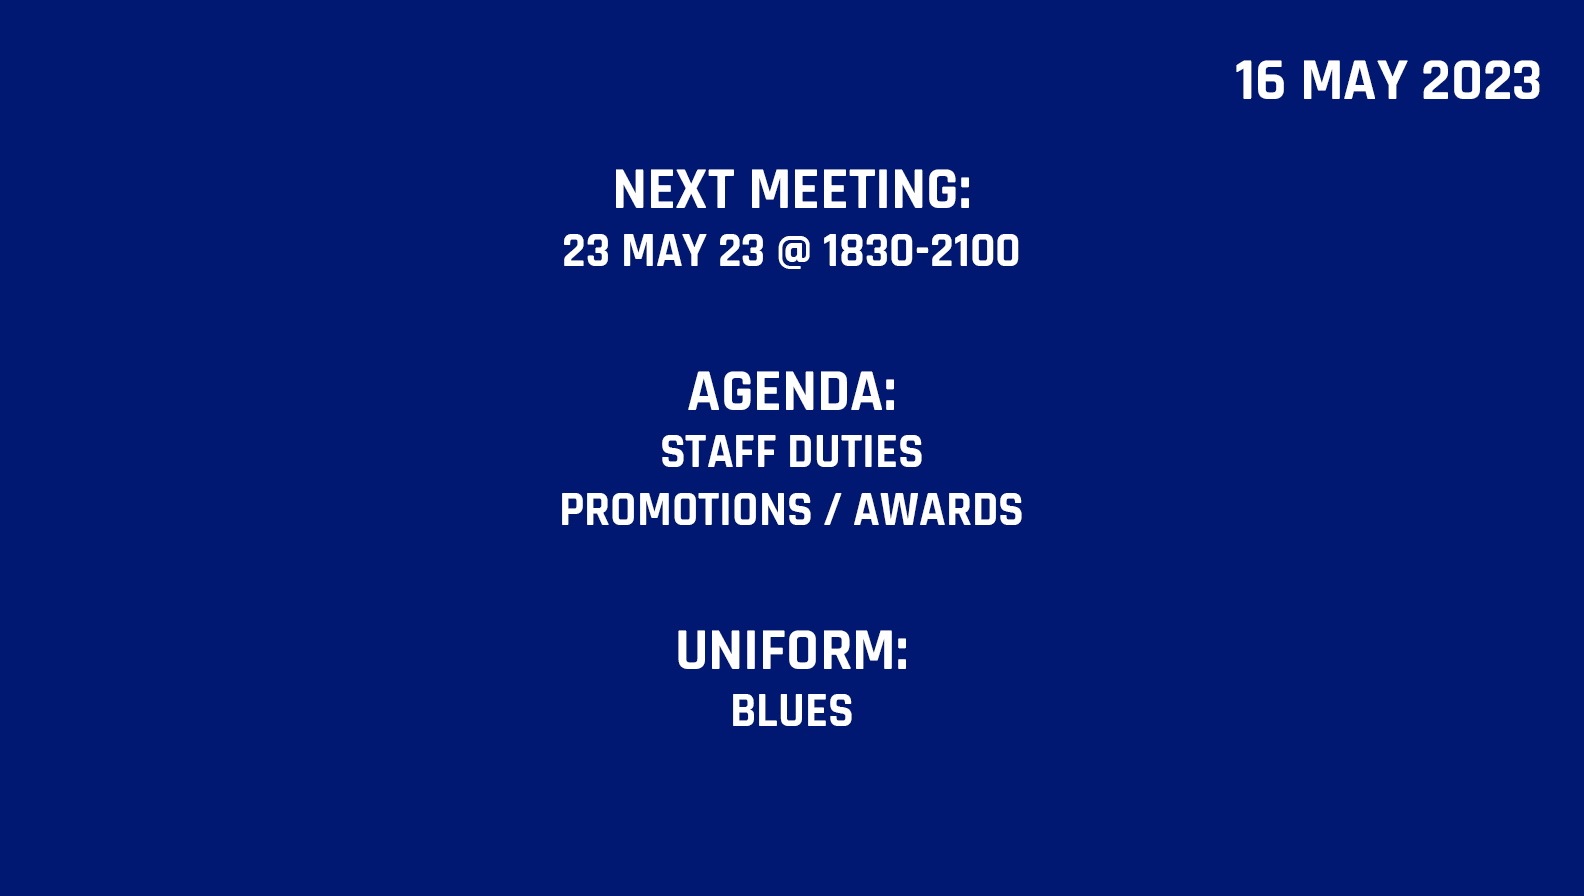 16 MAY 2023
NEXT MEETING:
23 MAY 23 @ 1830-2100
AGENDA:
STAFF DUTIES
PROMOTIONS / AWARDS
UNIFORM:
BLUES